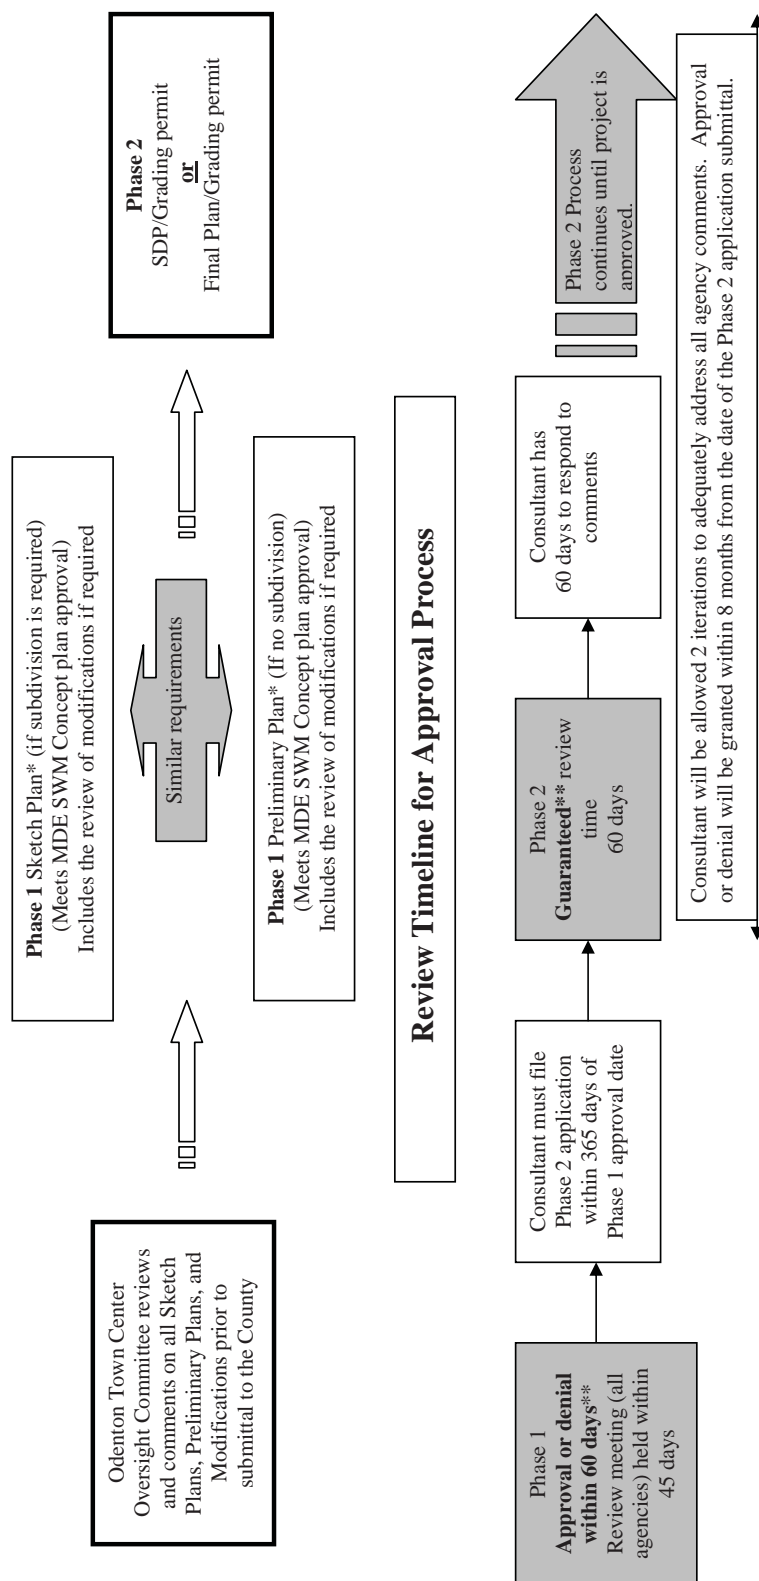 Odenton Town Center
Oversight Committee reviews
and comments on all Sketch
Plans, Preliminary Plans, and
Modifications prior to
submittal to the County
Phase 1 Sketch Plan* (if subdivision is required)
(Meets MDE SWM Concept plan approval)
Includes the review of modifications if required
Similar requirements
Phase 1 Preliminary Plan* (If no subdivision)
(Meets MDE SWM Concept plan approval)
Includes the review of modifications if required
Phase 2
SDP/Grading permit
or
Final Plan/Grading permit
Review Timeline for Approval Process
Phase 1
Approval or denial
within 60 days**
Review meeting (all
agencies) held within
45 days
Consultant must file
Phase 2 application
within 365 days of
Phase 1 approval date
Phase 2
Guaranteed** review
time
60 days
Consultant has
60 days to respond to
comments
Phase 2 Process
continues until project is
approved.
Consultant will be allowed 2 iterations to adequately address all agency comments.  Approval
or denial will be granted within 8 months from the date of the Phase 2 application submittal.